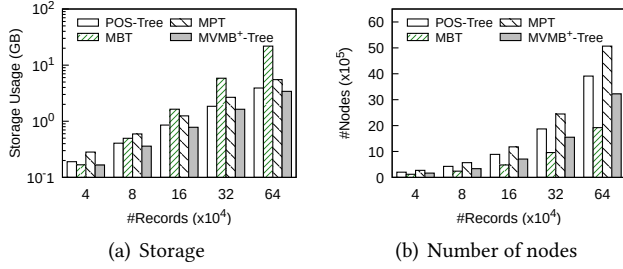 POS-Tree MPT
MBT MVMB⁺-Tree
Storage Usage (GB)
10²
10¹
10⁰
10⁻¹
4 8 16 32 64
#Records (x10⁴)
(a) Storage
POS-Tree MPT
MBT MVMB⁺-Tree
#Nodes (x10⁵)
60
50
40
30
20
10
0
4 8 16 32 64
#Records (x10⁴)
(b) Number of nodes